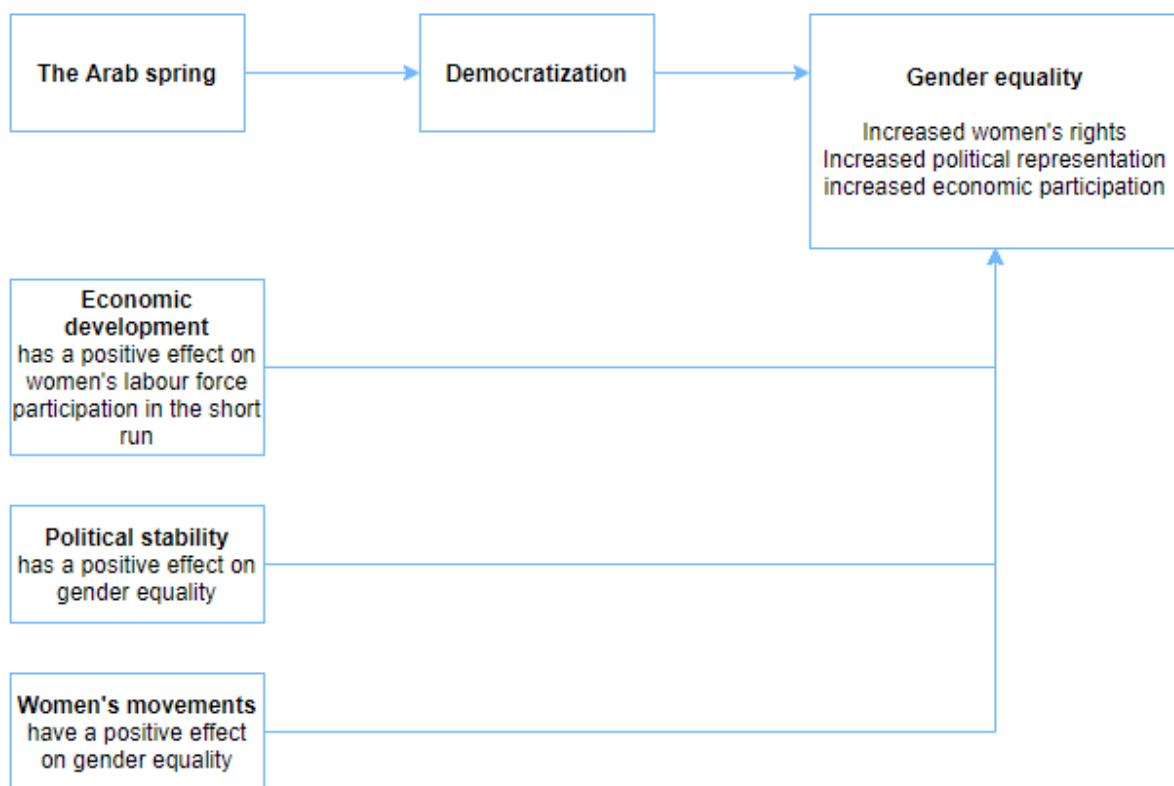 The Arab spring
Democratization
Gender equality
Increased women's rights
Increased political representation
increased economic participation
Economic
development
has a positive effect on
women's labour force
participation in the short
run
Political stability
has a positive effect on
gender equality
Women's movements
have a positive effect
on gender equality